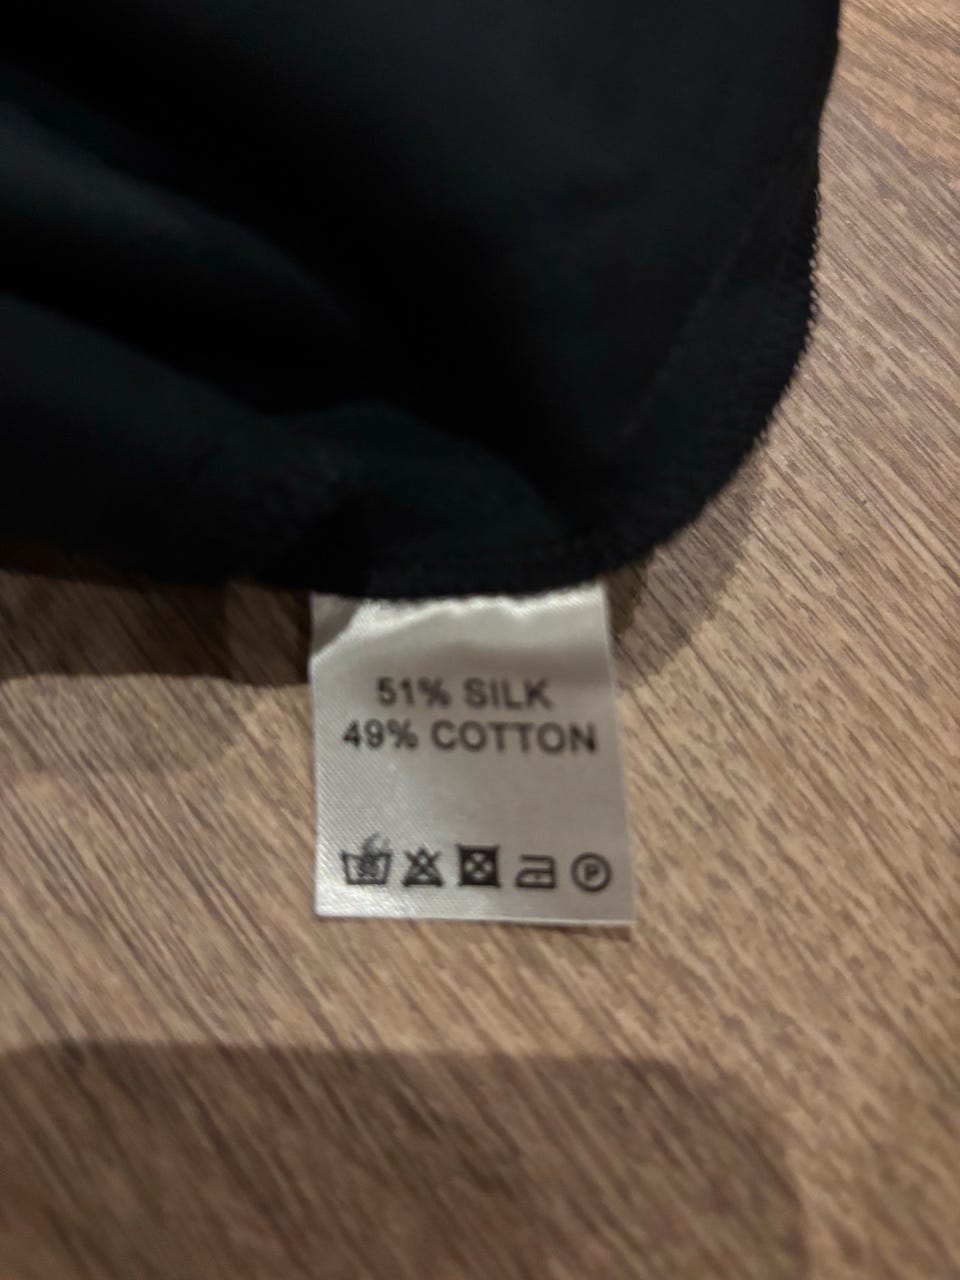 51% SILK
49% COTTON
P